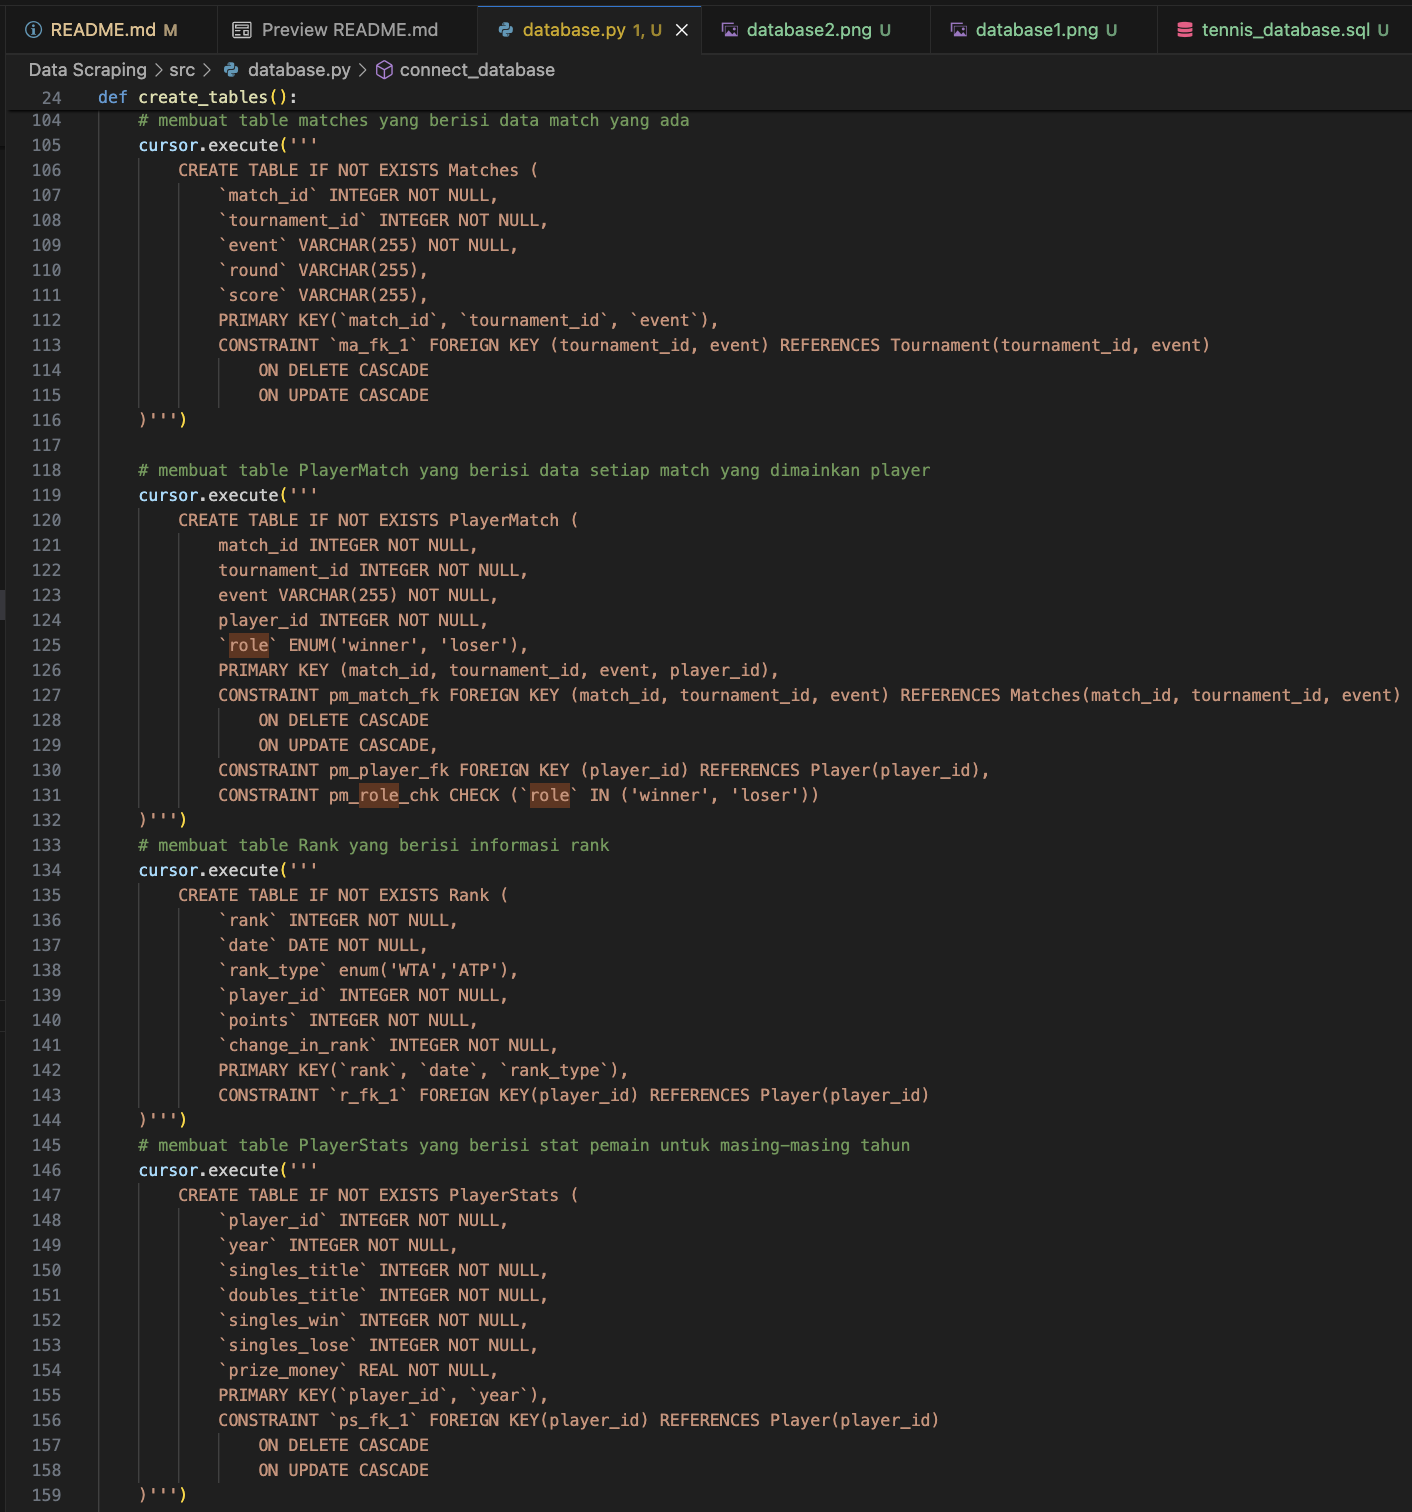 README.md M
Preview README.md
database.py 1, U
database2.png U
database1.png U
tennis_database.sql U
Data Scraping > src > database.py > connect_database
24 def create_tables():
104 # membuat table matches yang berisi data match yang ada
105 cursor.execute('''
106 CREATE TABLE IF NOT EXISTS Matches (
107 `match_id` INTEGER NOT NULL,
108 `tournament_id` INTEGER NOT NULL,
109 `event` VARCHAR(255) NOT NULL,
110 `round` VARCHAR(255),
111 `score` VARCHAR(255),
112 PRIMARY KEY(`match_id`, `tournament_id`, `event`),
113 CONSTRAINT `ma_fk_1` FOREIGN KEY (tournament_id, event) REFERENCES Tournament(tournament_id, event)
114 ON DELETE CASCADE
115 ON UPDATE CASCADE
116 )''')
117
118 # membuat table PlayerMatch yang berisi data setiap match yang dimainkan player
119 cursor.execute('''
120 CREATE TABLE IF NOT EXISTS PlayerMatch (
121 match_id INTEGER NOT NULL,
122 tournament_id INTEGER NOT NULL,
123 event VARCHAR(255) NOT NULL,
124 player_id INTEGER NOT NULL,
125 `role` ENUM('winner', 'loser'),
126 PRIMARY KEY (match_id, tournament_id, event, player_id),
127 CONSTRAINT pm_match_fk FOREIGN KEY (match_id, tournament_id, event) REFERENCES Matches(match_id, tournament_id, event)
128 ON DELETE CASCADE
129 ON UPDATE CASCADE,
130 CONSTRAINT pm_player_fk FOREIGN KEY (player_id) REFERENCES Player(player_id),
131 CONSTRAINT pm_role_chk CHECK (`role` IN ('winner', 'loser'))
132 )''')
133 # membuat table Rank yang berisi informasi rank
134 cursor.execute('''
135 CREATE TABLE IF NOT EXISTS Rank (
136 `rank` INTEGER NOT NULL,
137 `date` DATE NOT NULL,
138 `rank_type` enum('WTA','ATP'),
139 `player_id` INTEGER NOT NULL,
140 `points` INTEGER NOT NULL,
141 `change_in_rank` INTEGER NOT NULL,
142 PRIMARY KEY(`rank`, `date`, `rank_type`),
143 CONSTRAINT `r_fk_1` FOREIGN KEY(player_id) REFERENCES Player(player_id)
144 )''')
145 # membuat table PlayerStats yang berisi stat pemain untuk masing-masing tahun
146 cursor.execute('''
147 CREATE TABLE IF NOT EXISTS PlayerStats (
148 `player_id` INTEGER NOT NULL,
149 `year` INTEGER NOT NULL,
150 `singles_title` INTEGER NOT NULL,
151 `doubles_title` INTEGER NOT NULL,
152 `singles_win` INTEGER NOT NULL,
153 `singles_lose` INTEGER NOT NULL,
154 `prize_money` REAL NOT NULL,
155 PRIMARY KEY(`player_id`, `year`),
156 CONSTRAINT `ps_fk_1` FOREIGN KEY(player_id) REFERENCES Player(player_id)
157 ON DELETE CASCADE
158 ON UPDATE CASCADE
159 )''')